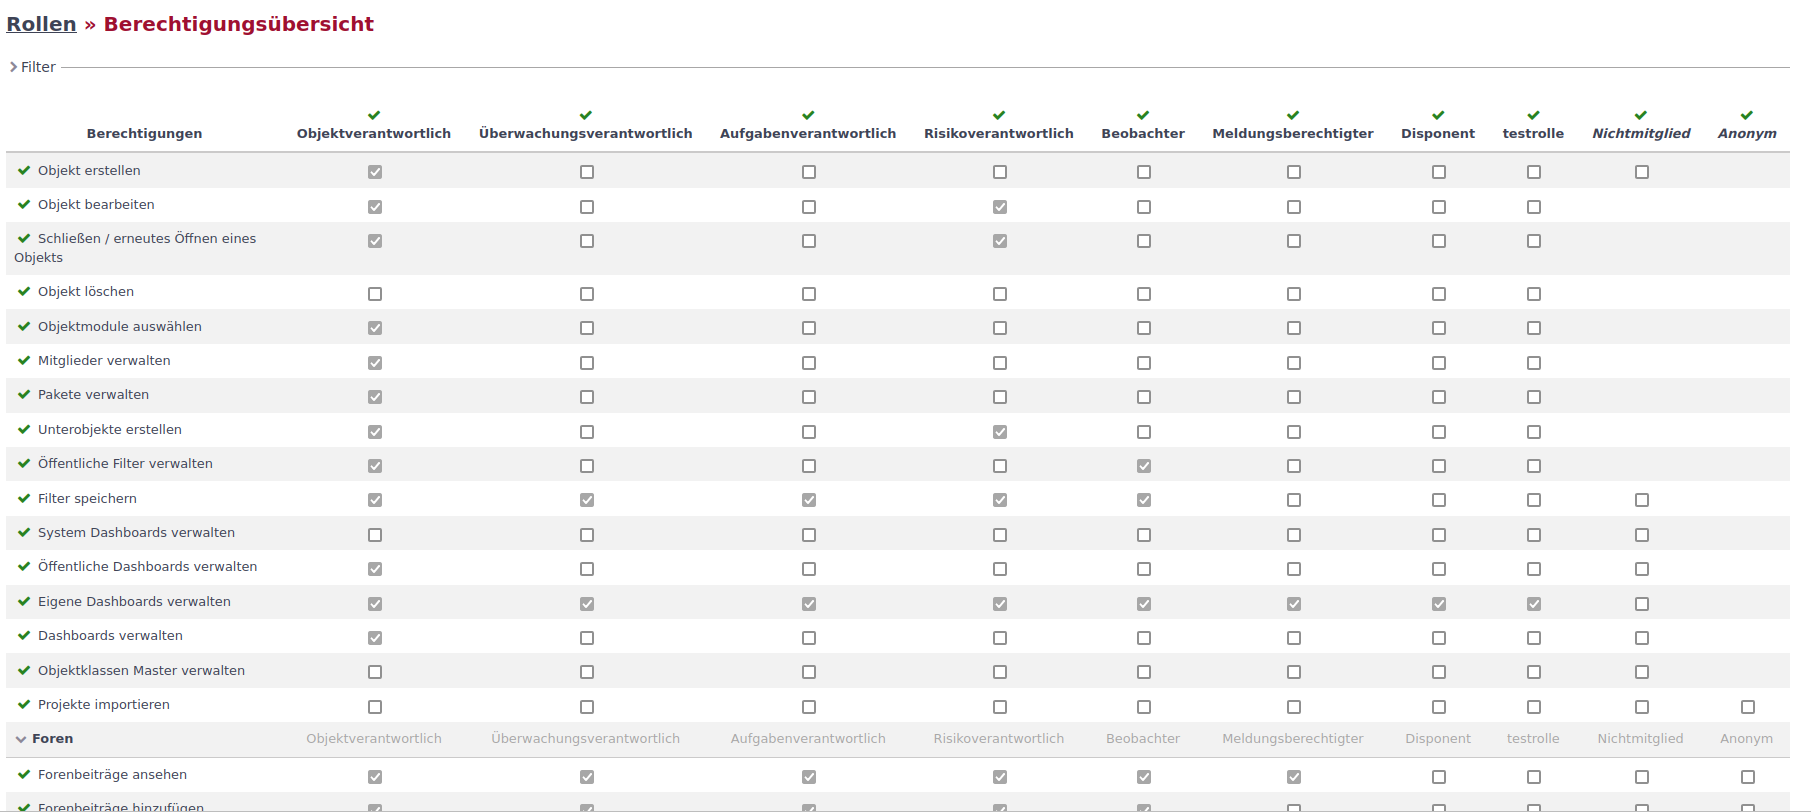 Rollen » Berechtigungsübersicht
Filter
Berechtigungen Objektverantwortlich Überwachungsverantwortlich Aufgabenverantwortlich Risikoverantwortlich Beobachter Meldungsberechtigter Disponent testrolle Nichtmitglied Anonym
Objekt erstellen
Objekt bearbeiten
Schließen / erneutes Öffnen eines
Objekts
Objekt löschen
Objektmodule auswählen
Mitglieder verwalten
Pakete verwalten
Unterobjekte erstellen
Öffentliche Filter verwalten
Filter speichern
System Dashboards verwalten
Öffentliche Dashboards verwalten
Eigene Dashboards verwalten
Dashboards verwalten
Objektklassen Master verwalten
Projekte importieren
Foren Objektverantwortlich Überwachungsverantwortlich Aufgabenverantwortlich Risikoverantwortlich Beobachter Meldungsberechtigter Disponent testrolle Nichtmitglied Anonym
Forenbeiträge ansehen
Forenbeiträge hinzufügen